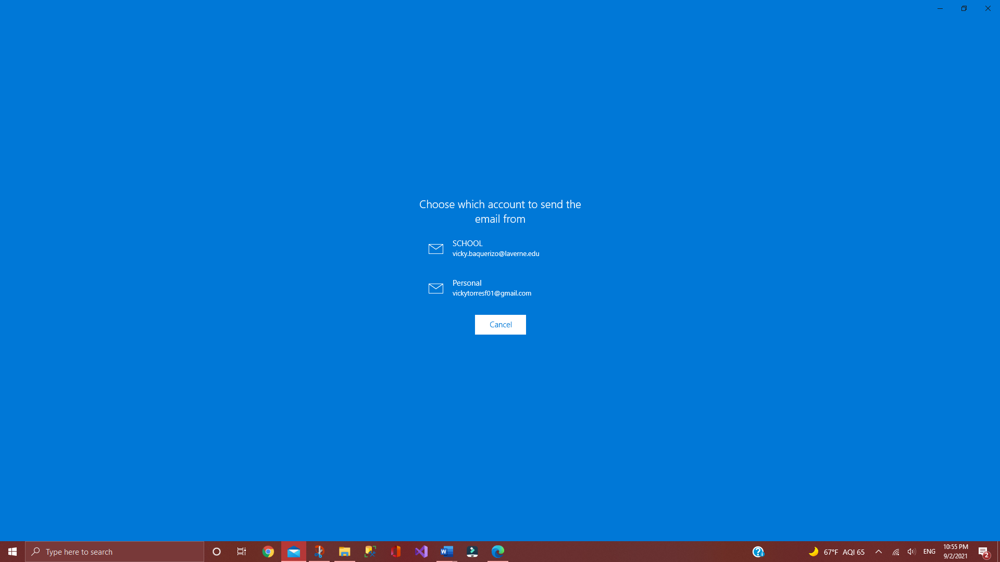 Choose which account to send the
email from
SCHOOL
vicky.baquerizo@laverne.edu
Personal
vickytorresf01@gmail.com
Cancel
Type here to search
W
67°F AQI 65
ENG
10:55 PM
9/2/2021
2